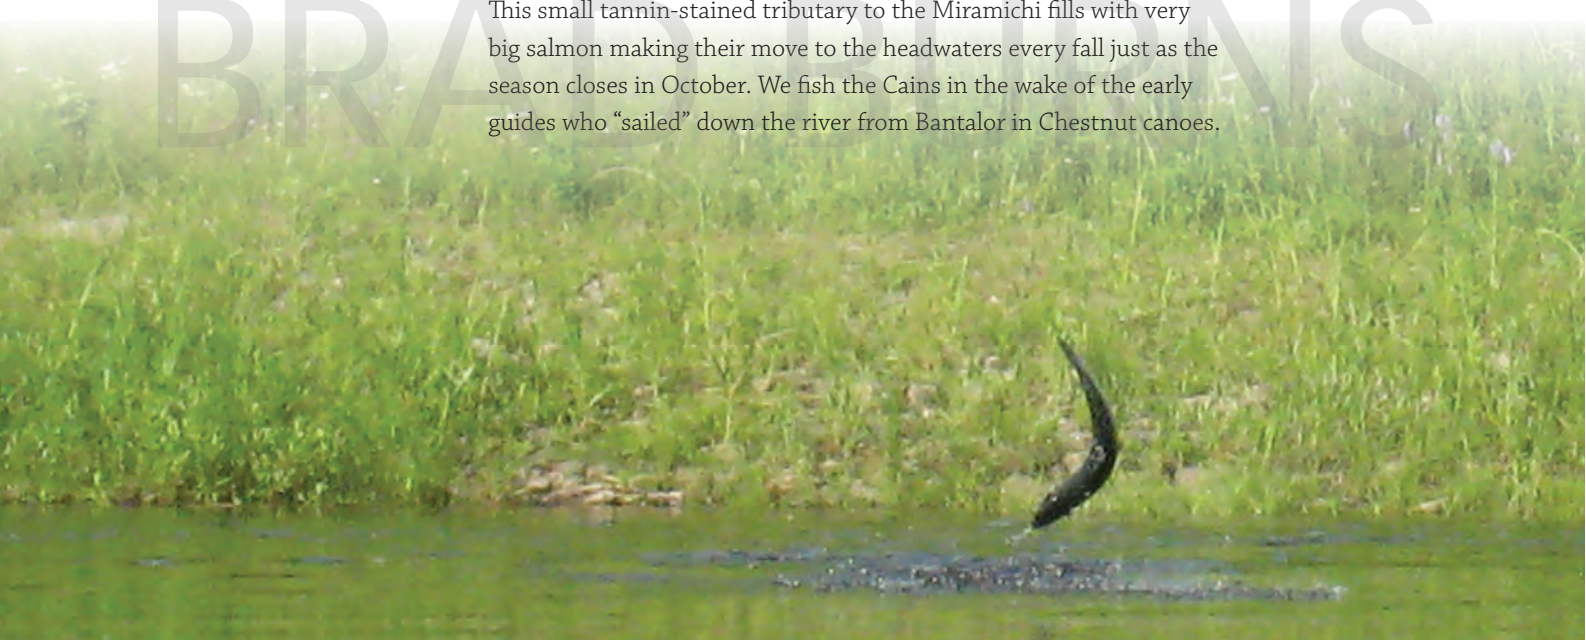 This small tannin-stained tributary to the Miramichi fills with very
big salmon making their move to the headwaters every fall just as the
season closes in October. We fish the Cains in the wake of the early
guides who “sailed” down the river from Bantalor in Chestnut canoes.
BRAD BURNS